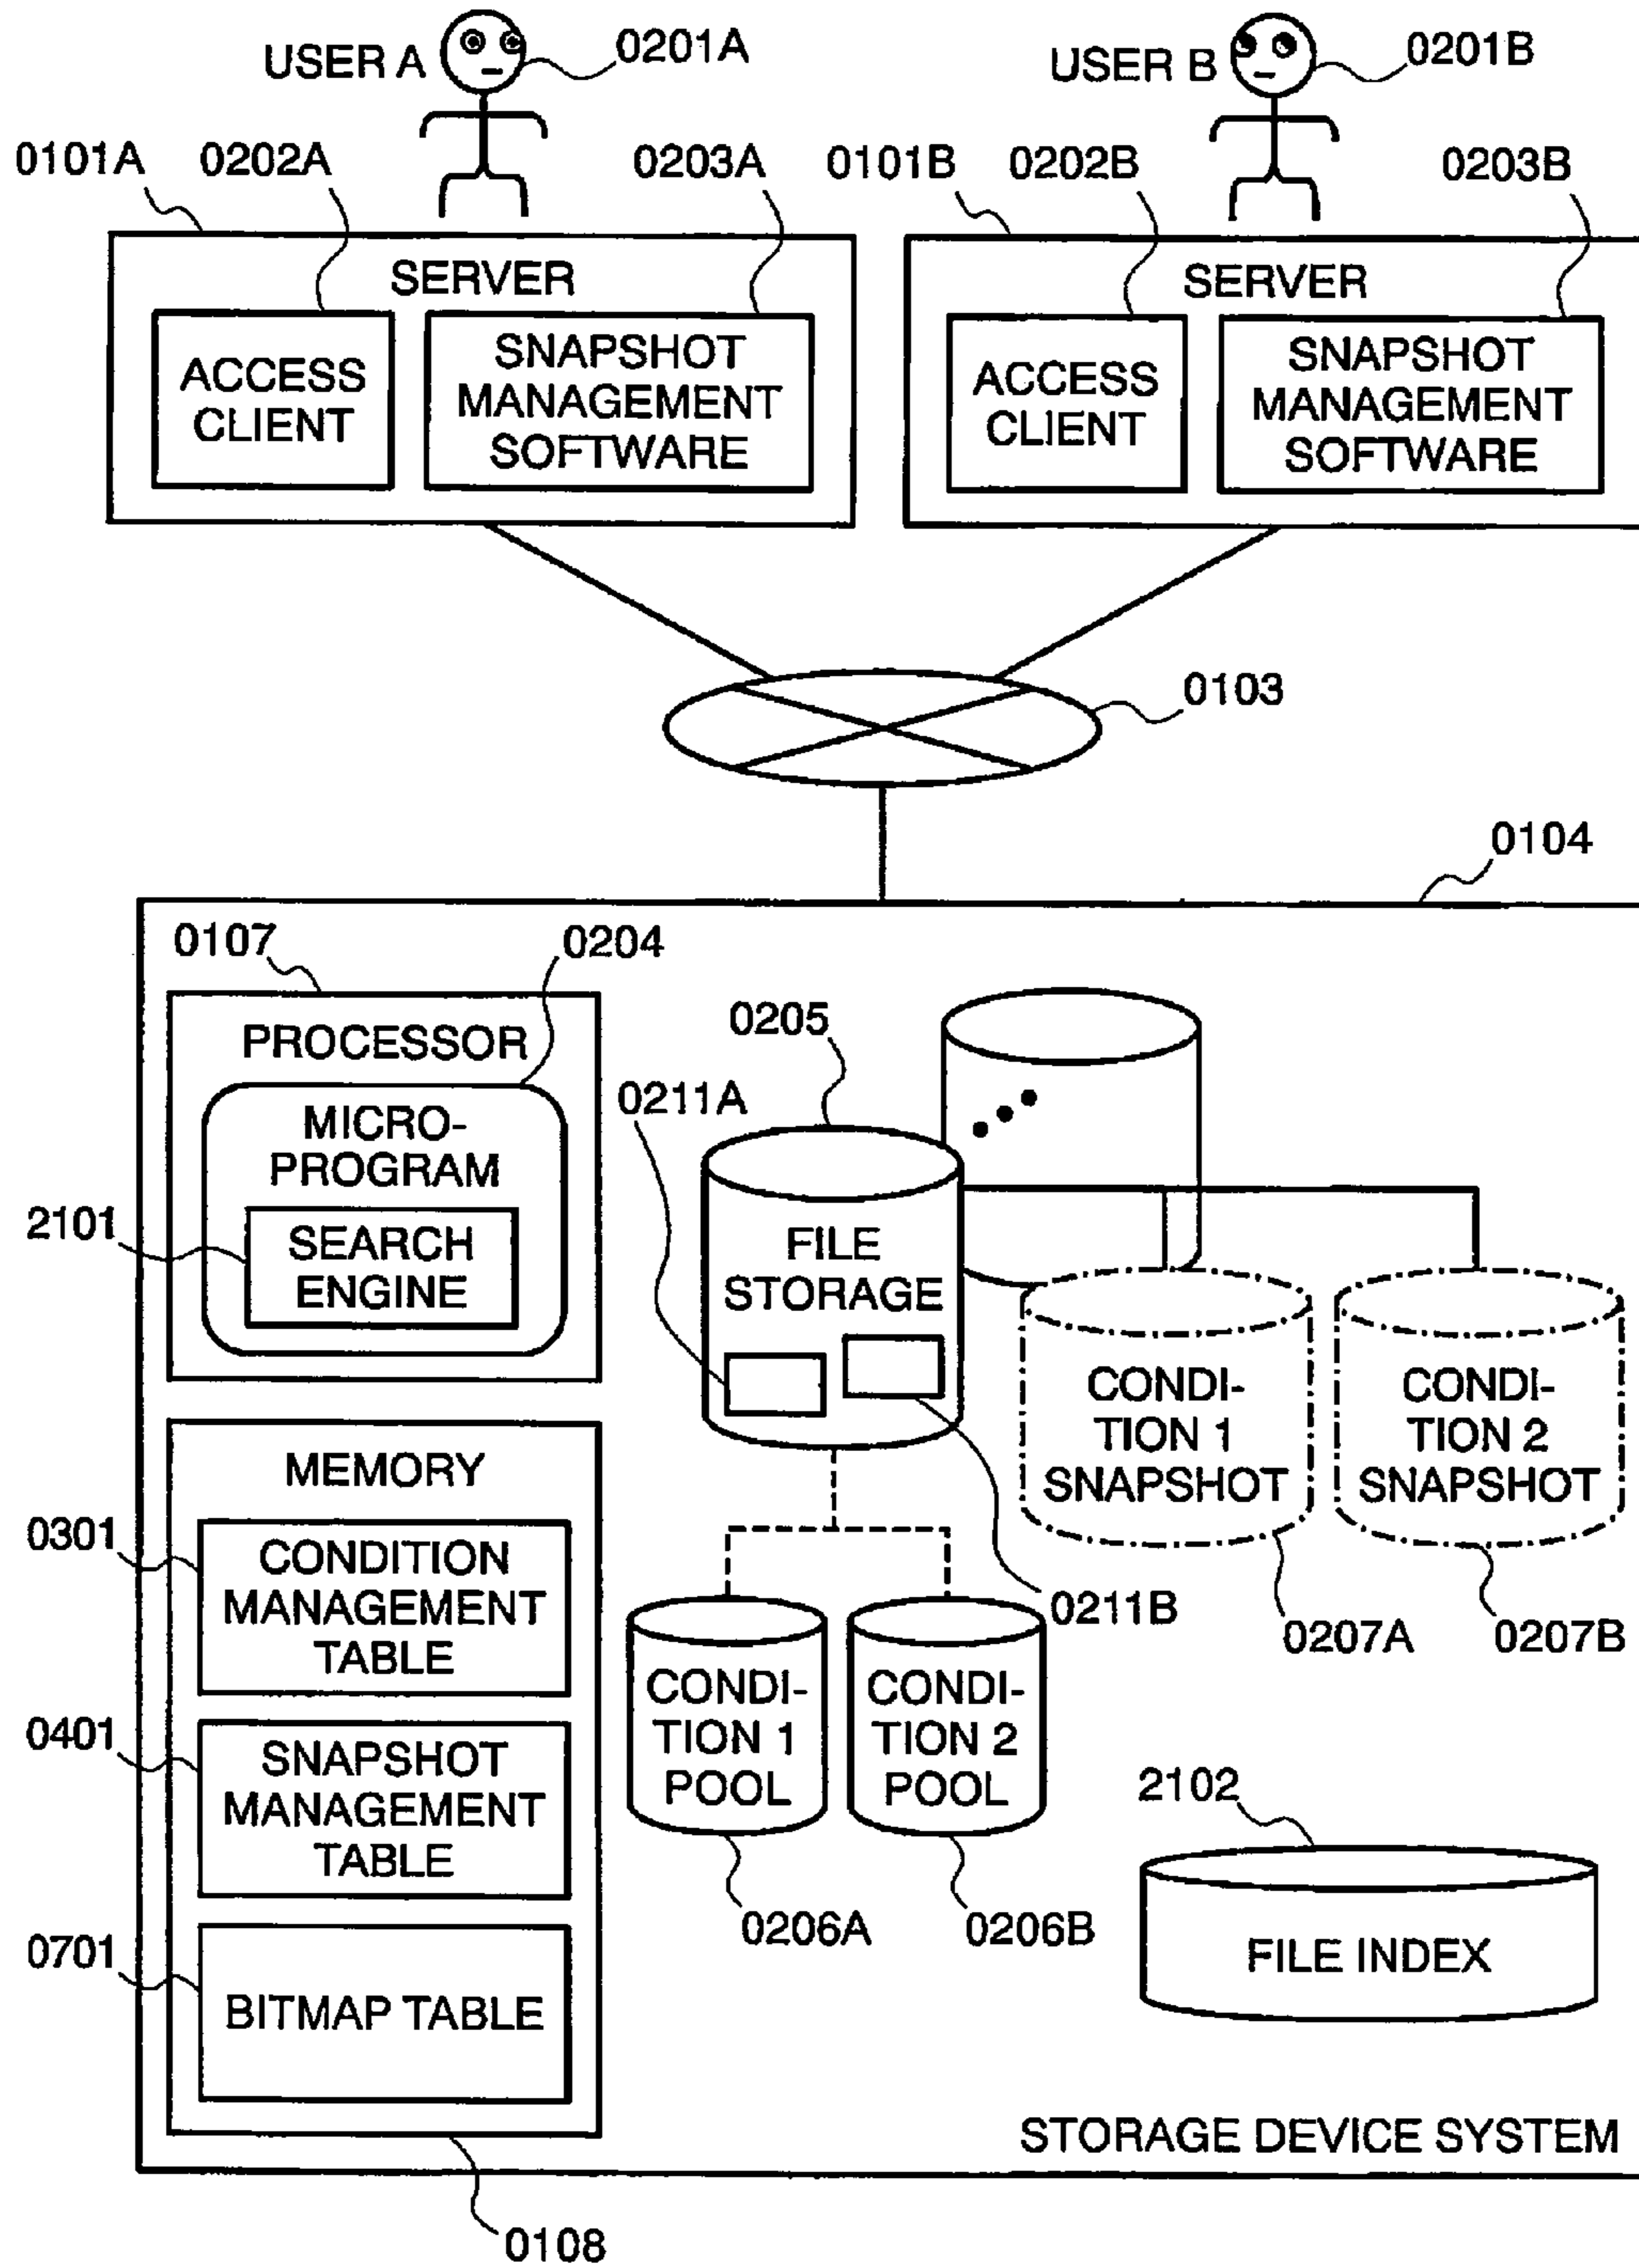 USER A
0201A
USER B
0201B
0101A
0202A
0203A
0101B
0202B
0203B
SERVER
ACCESS
CLIENT
SNAPSHOT
MANAGEMENT
SOFTWARE
SERVER
ACCESS
CLIENT
SNAPSHOT
MANAGEMENT
SOFTWARE
0103
0104
0107
0204
PROCESSOR
MICRO-
PROGRAM
2101
SEARCH
ENGINE
0205
0211A
FILE
STORAGE
CONDI-
TION 1
SNAPSHOT
CONDI-
TION 2
SNAPSHOT
0211B
0207A
0207B
MEMORY
0301
CONDITION
MANAGEMENT
TABLE
0401
SNAPSHOT
MANAGEMENT
TABLE
0701
BITMAP TABLE
CONDI-
TION 1
POOL
CONDI-
TION 2
POOL
0206A
0206B
2102
FILE INDEX
STORAGE DEVICE SYSTEM
0108